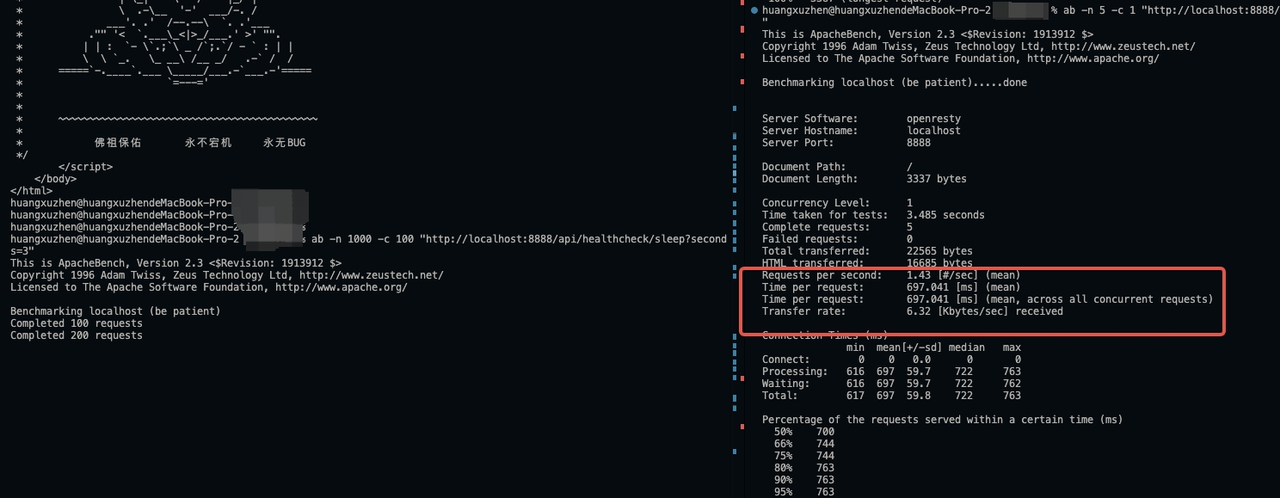 佛祖保佑 永不宕机 永无BUG
*/
</script>
</body>
</html>
huangxuzhen@huangxuzhendeMacBook-Pro-
huangxuzhen@huangxuzhendeMacBook-Pro-
huangxuzhen@huangxuzhendeMacBook-Pro-2
huangxuzhen@huangxuzhendeMacBook-Pro-2 % ab -n 1000 -c 100 "http://localhost:8888/api/healthcheck/sleep?second
s=3"
This is ApacheBench, Version 2.3 <$Revision: 1913912 $>
Copyright 1996 Adam Twiss, Zeus Technology Ltd, http://www.zeustech.net/
Licensed to The Apache Software Foundation, http://www.apache.org/
Benchmarking localhost (be patient)
Completed 100 requests
Completed 200 requests
huangxuzhen@huangxuzhendeMacBook-Pro-2 % ab -n 5 -c 1 "http://localhost:8888/
"
This is ApacheBench, Version 2.3 <$Revision: 1913912 $>
Copyright 1996 Adam Twiss, Zeus Technology Ltd, http://www.zeustech.net/
Licensed to The Apache Software Foundation, http://www.apache.org/
Benchmarking localhost (be patient).....done
Server Software: openresty
Server Hostname: localhost
Server Port: 8888
Document Path: /
Document Length: 3337 bytes
Concurrency Level: 1
Time taken for tests: 3.485 seconds
Complete requests: 5
Failed requests: 0
Total transferred: 22565 bytes
HTML transferred: 16685 bytes
Requests per second: 1.43 [#/sec] (mean)
Time per request: 697.041 [ms] (mean)
Time per request: 697.041 [ms] (mean, across all concurrent requests)
Transfer rate: 6.32 [Kbytes/sec] received
Connection Times (ms)
min mean[+/-sd] median max
Connect: 0 0 0.0 0 0
Processing: 616 697 59.7 722 763
Waiting: 616 697 59.7 722 762
Total: 617 697 59.8 722 763
Percentage of the requests served within a certain time (ms)
50% 700
66% 744
75% 744
80% 763
90% 763
95% 763